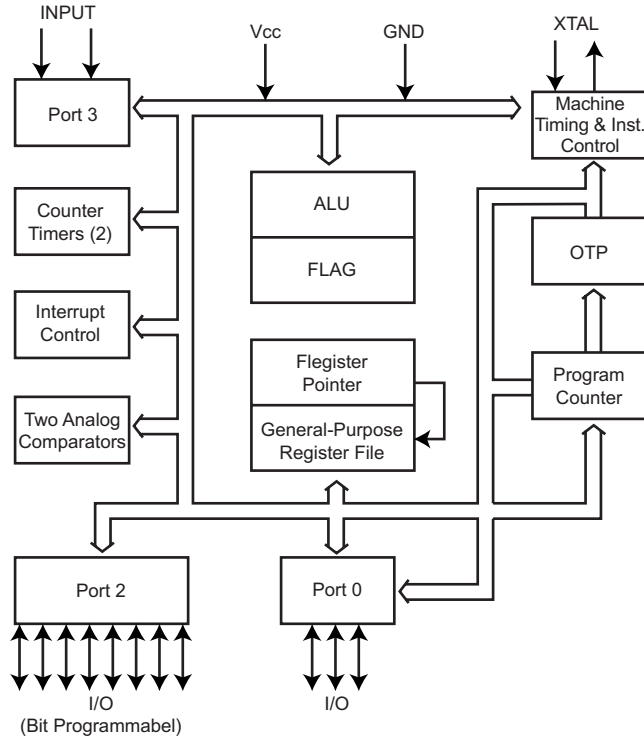 INPUT
Vcc
GND
XTAL
Port 3
Machine
Timing & Inst.
Control
Counter
Timers (2)
ALU
FLAG
OTP
Interrupt
Control
Flegister
Pointer
Program
Counter
Two Analog
Comparators
General-Purpose
Register File
Port 2
Port 0
I/O
(Bit Programmabel)
I/O